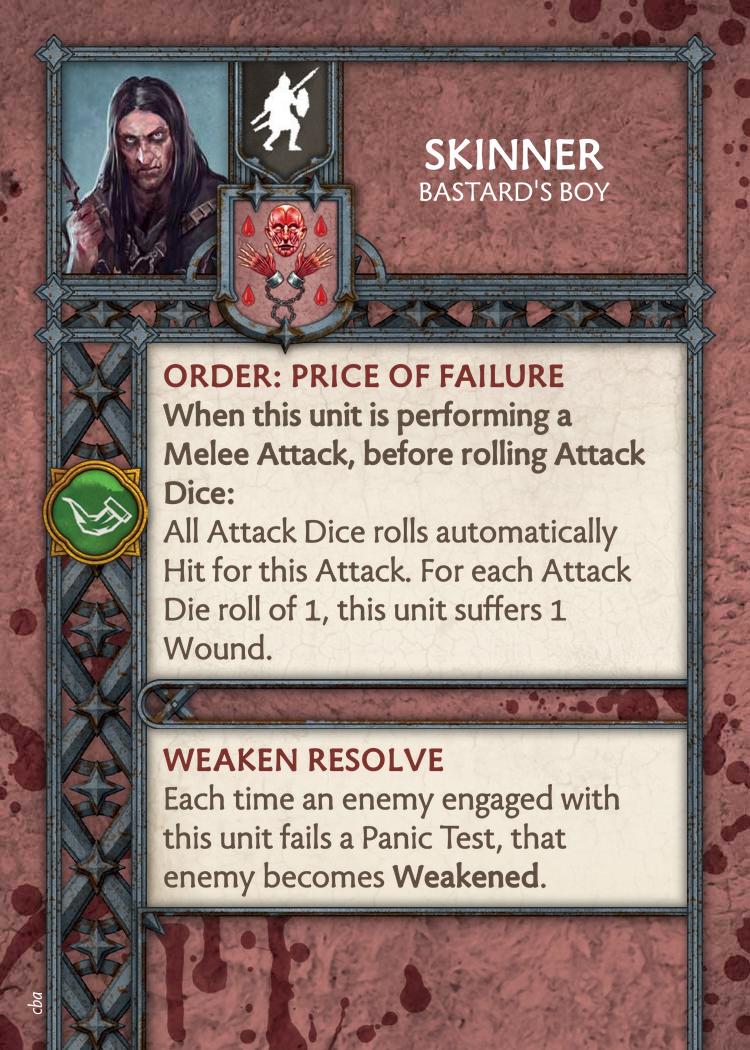 SKINNER
BASTARD'S BOY
ORDER: PRICE OF FAILURE
When this unit is performing a
Melee Attack, before rolling Attack
Dice:
All Attack Dice rolls automatically
Hit for this Attack. For each Attack
Die roll of 1, this unit suffers 1
Wound.
WEAKEN RESOLVE
Each time an enemy engaged with
this unit fails a Panic Test, that
enemy becomes Weakened.
cba